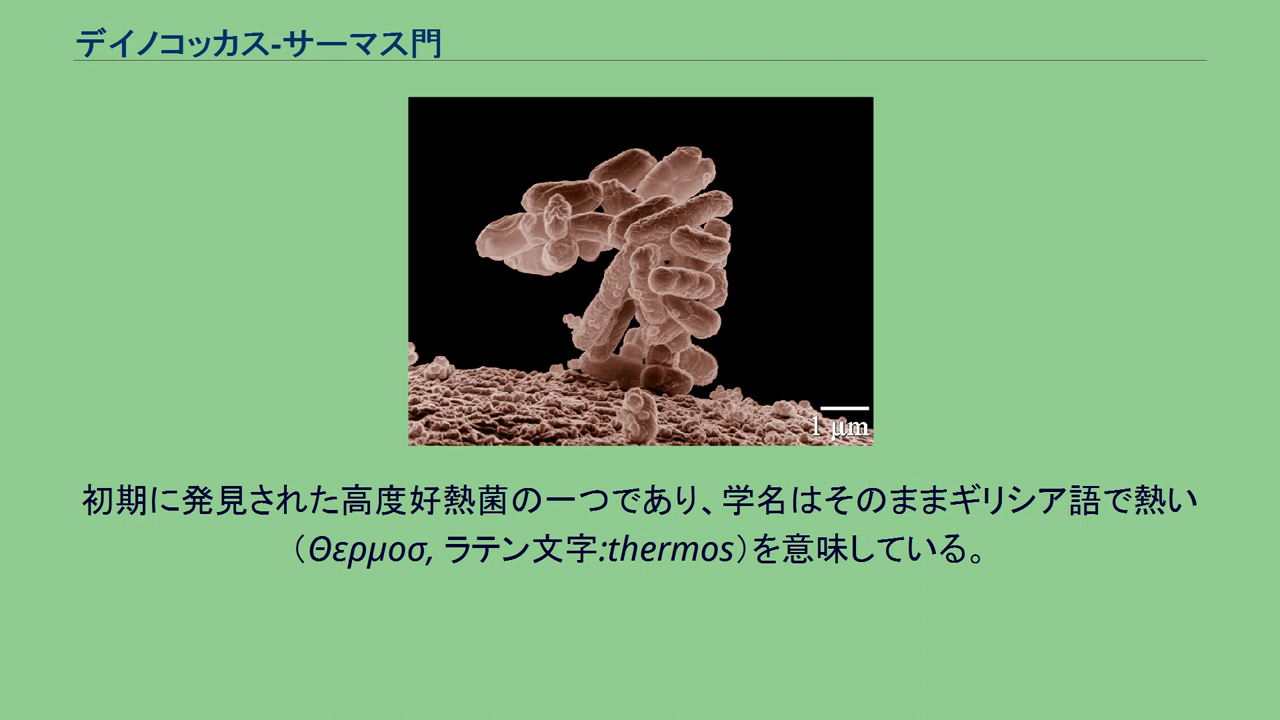 デイノコッカス-サーマス門
1 μm
初期に発見された高度好熱菌の一つであり、学名はそのままギリシア語で熱い
（Θερμοσ, ラテン文字:thermos）を意味している。